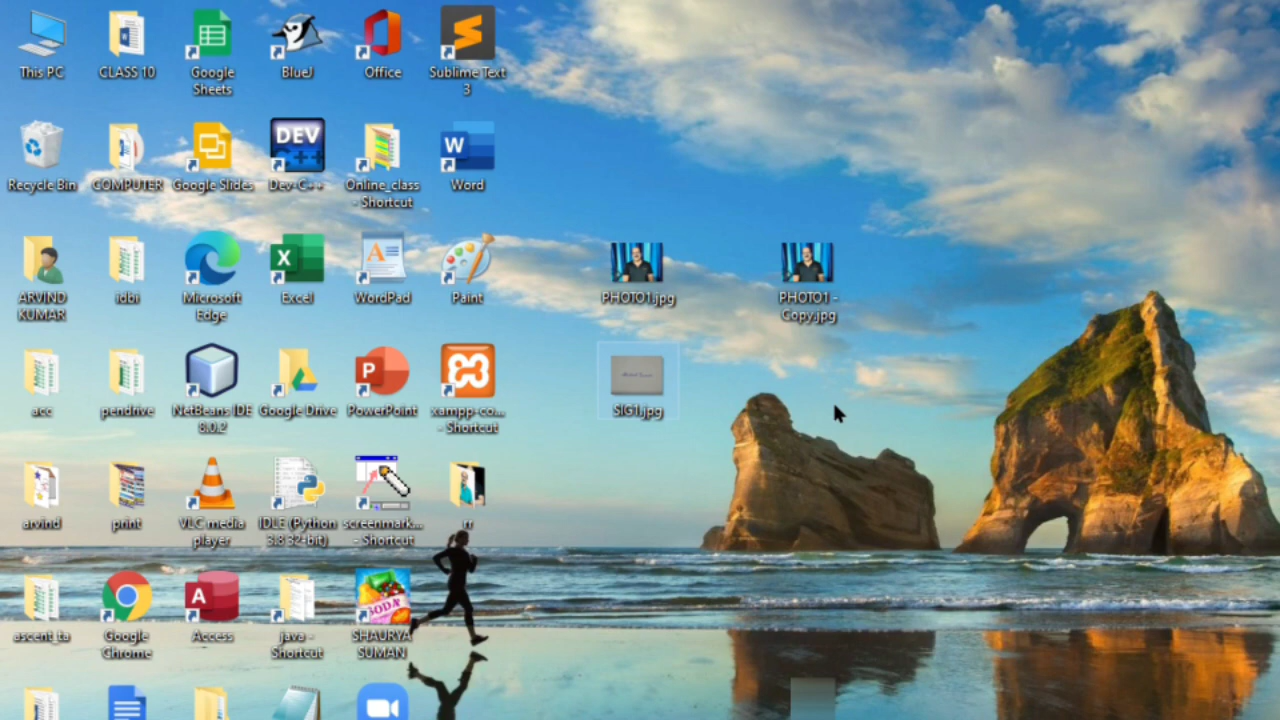 This PC
CLASS 10
Google
Sheets
BlueJ
Office
Sublime Text
3
Recycle Bin
COMPUTER
Google Slides
DEV
C++
Dev-C++
Online_class
- Shortcut
W
Word
ARVIND
KUMAR
idbi
Microsoft
Edge
X
Excel
A
WordPad
Paint
PHOTO1.jpg
PHOTO1 -
Copy.jpg
acc
pendrive
NetBeans IDE
8.0.2
Google Drive
P
PowerPoint
xampp-co...
- Shortcut
SIG1.jpg
arvind
print
VLC media
player
IDLE (Python
3.8 32-bit)
screenmark...
- Shortcut
rr
ascent_ta
Google
Chrome
A
Access
java -
Shortcut
SODA
SHAURYA
SUMAN